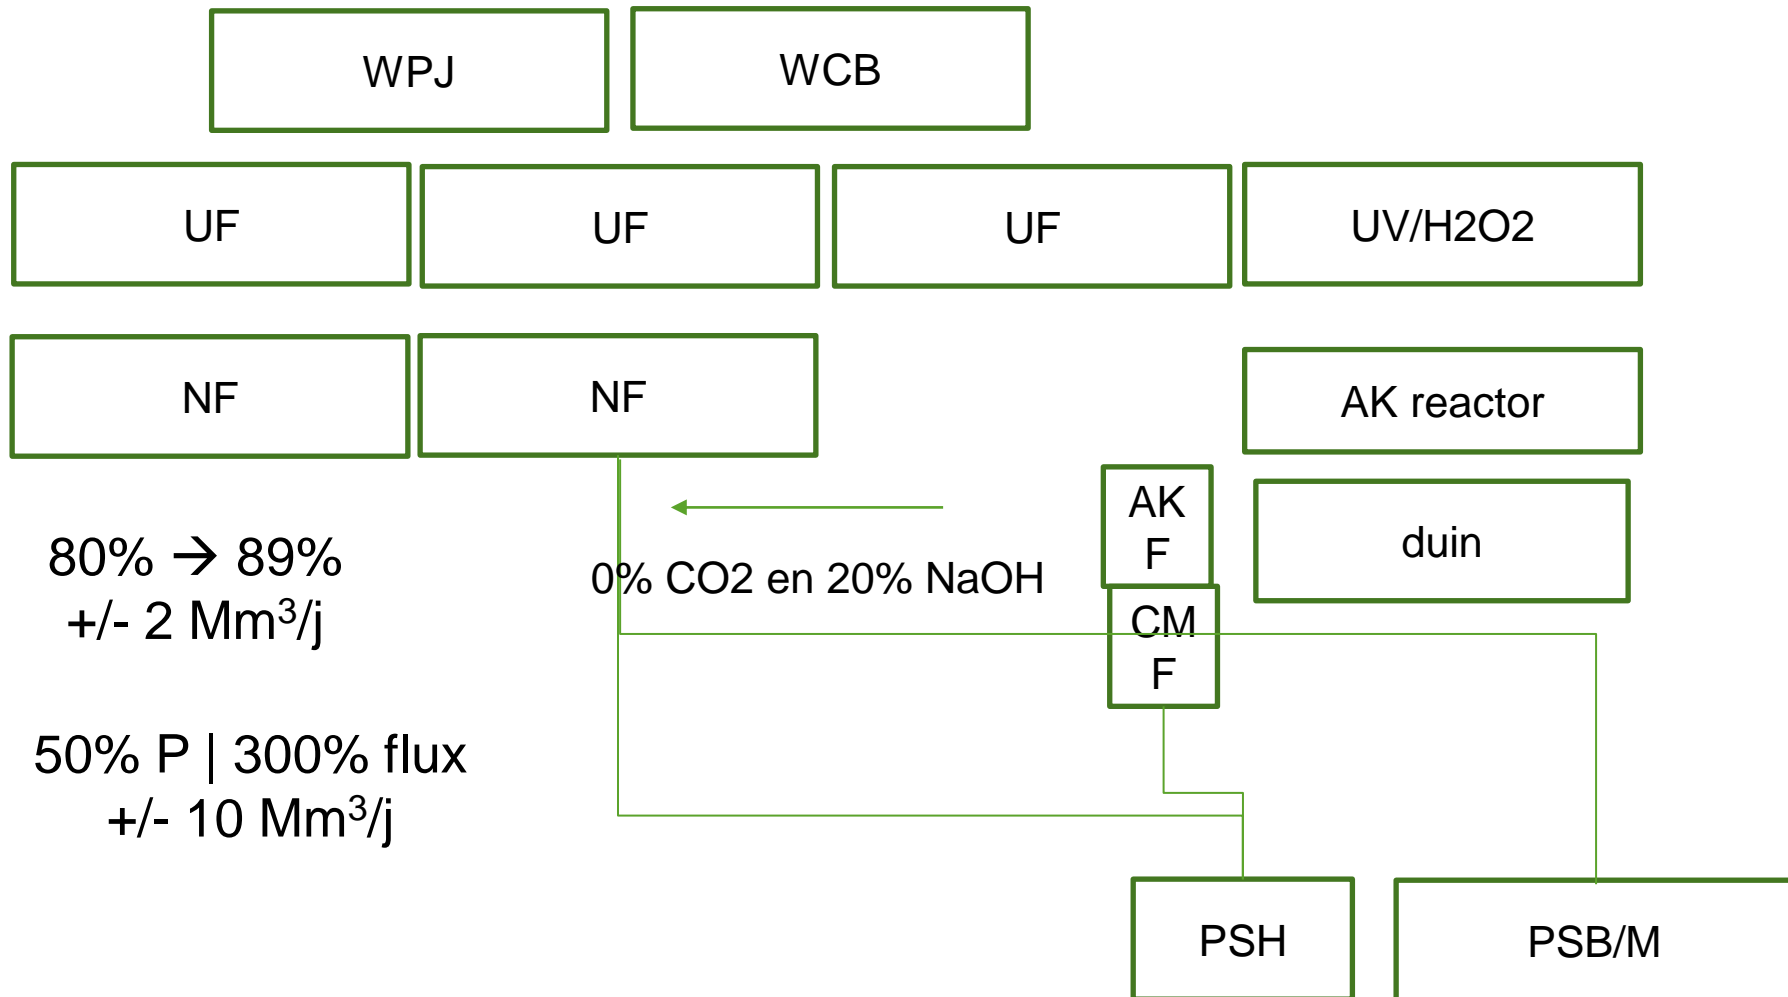 WPJ
WCB
UF
UF
UF
UV/H2O2
NF
NF
AK reactor
AK
F
duin
80% → 89%
+/- 2 Mm³/j
0% CO2 en 20% NaOH
CM
F
50% P | 300% flux
+/- 10 Mm³/j
PSH
PSB/M